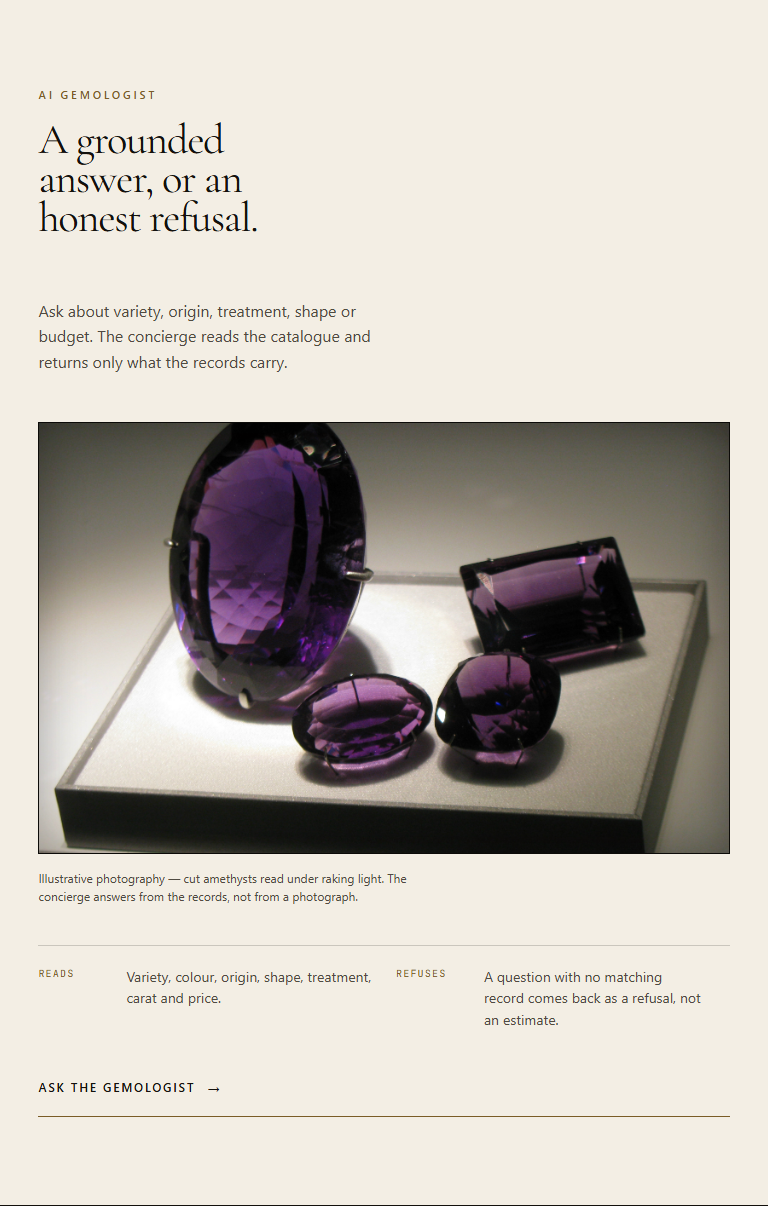 AI GEMOLOGIST
A grounded
answer, or an
honest refusal.
Ask about variety, origin, treatment, shape or
budget. The concierge reads the catalogue and
returns only what the records carry.
Illustrative photography — cut amethysts read under raking light. The
concierge answers from the records, not from a photograph.
READS
Variety, colour, origin, shape, treatment,
carat and price.
REFUSES
A question with no matching
record comes back as a refusal, not
an estimate.
ASK THE GEMOLOGIST →